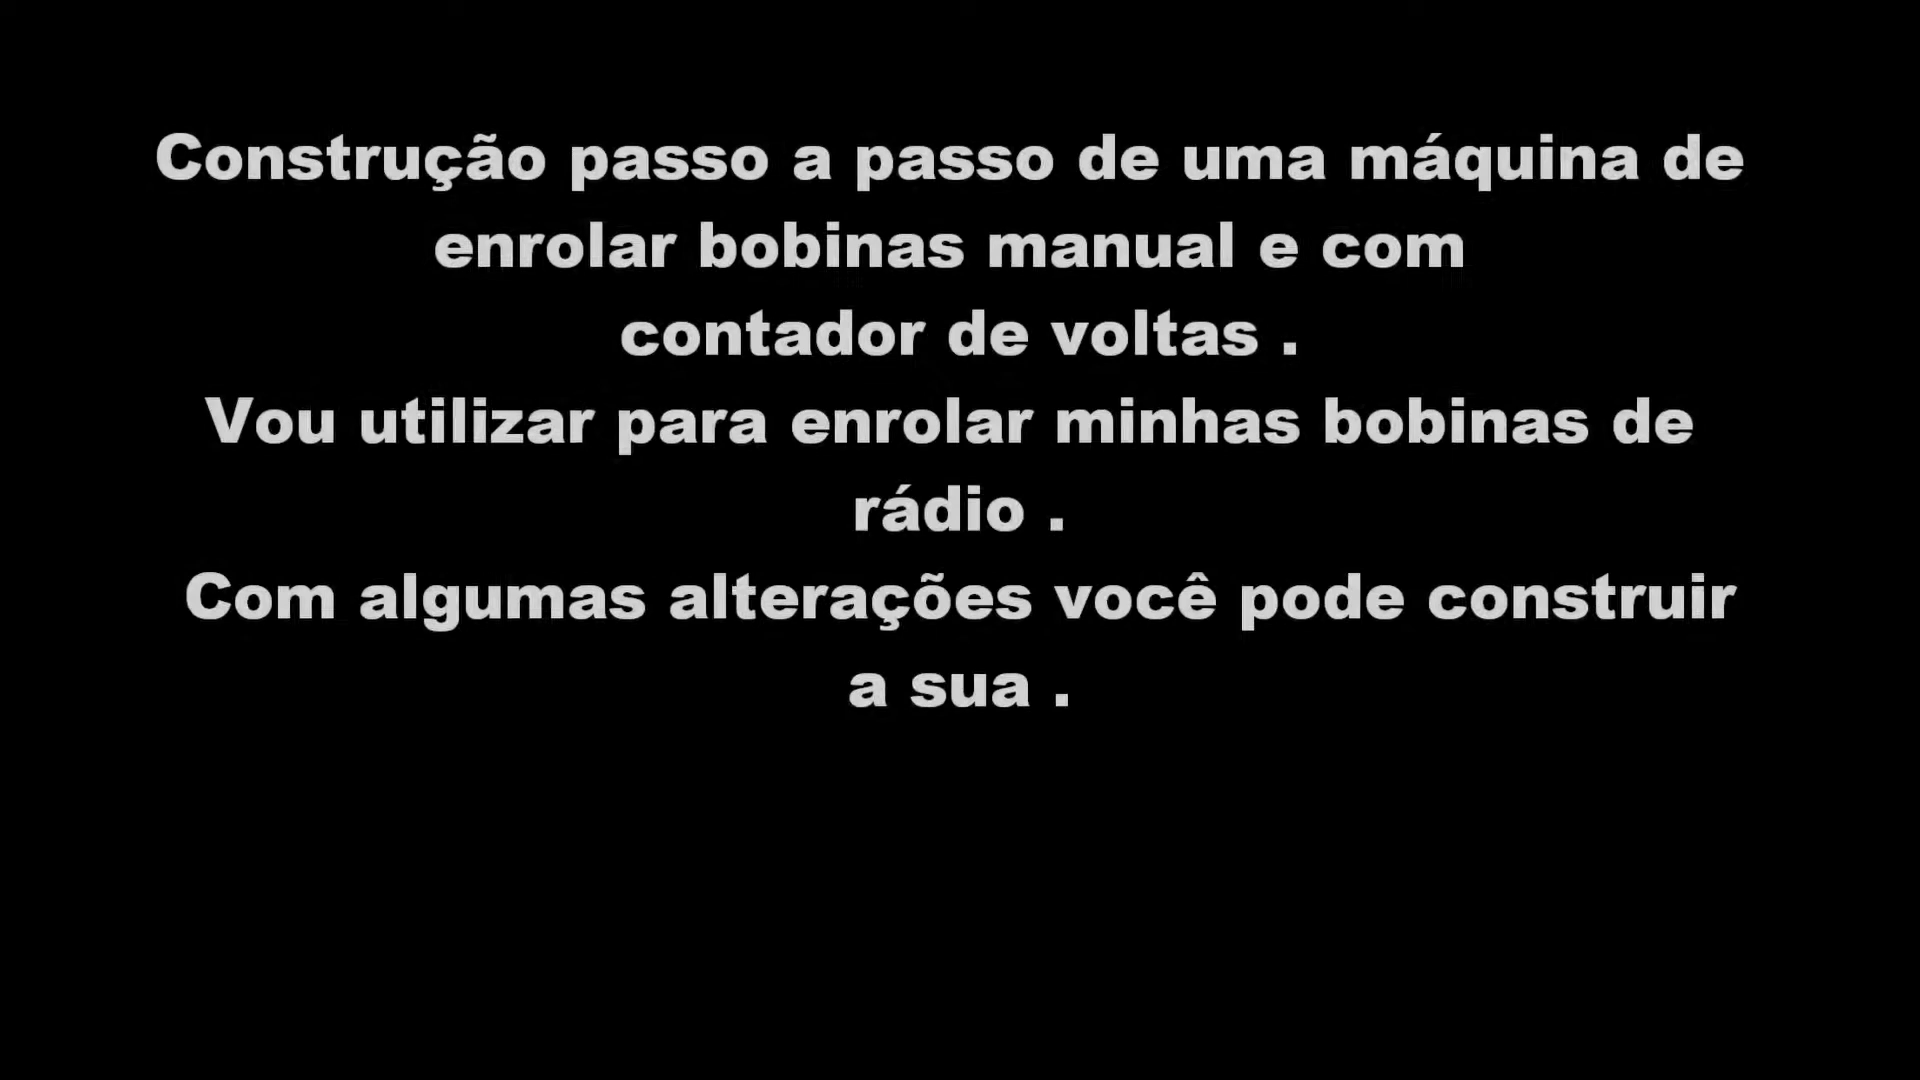 Construção passo a passo de uma máquina de
enrolar bobinas manual e com
contador de voltas .
Vou utilizar para enrolar minhas bobinas de
rádio .
Com algumas alterações você pode construir
a sua .